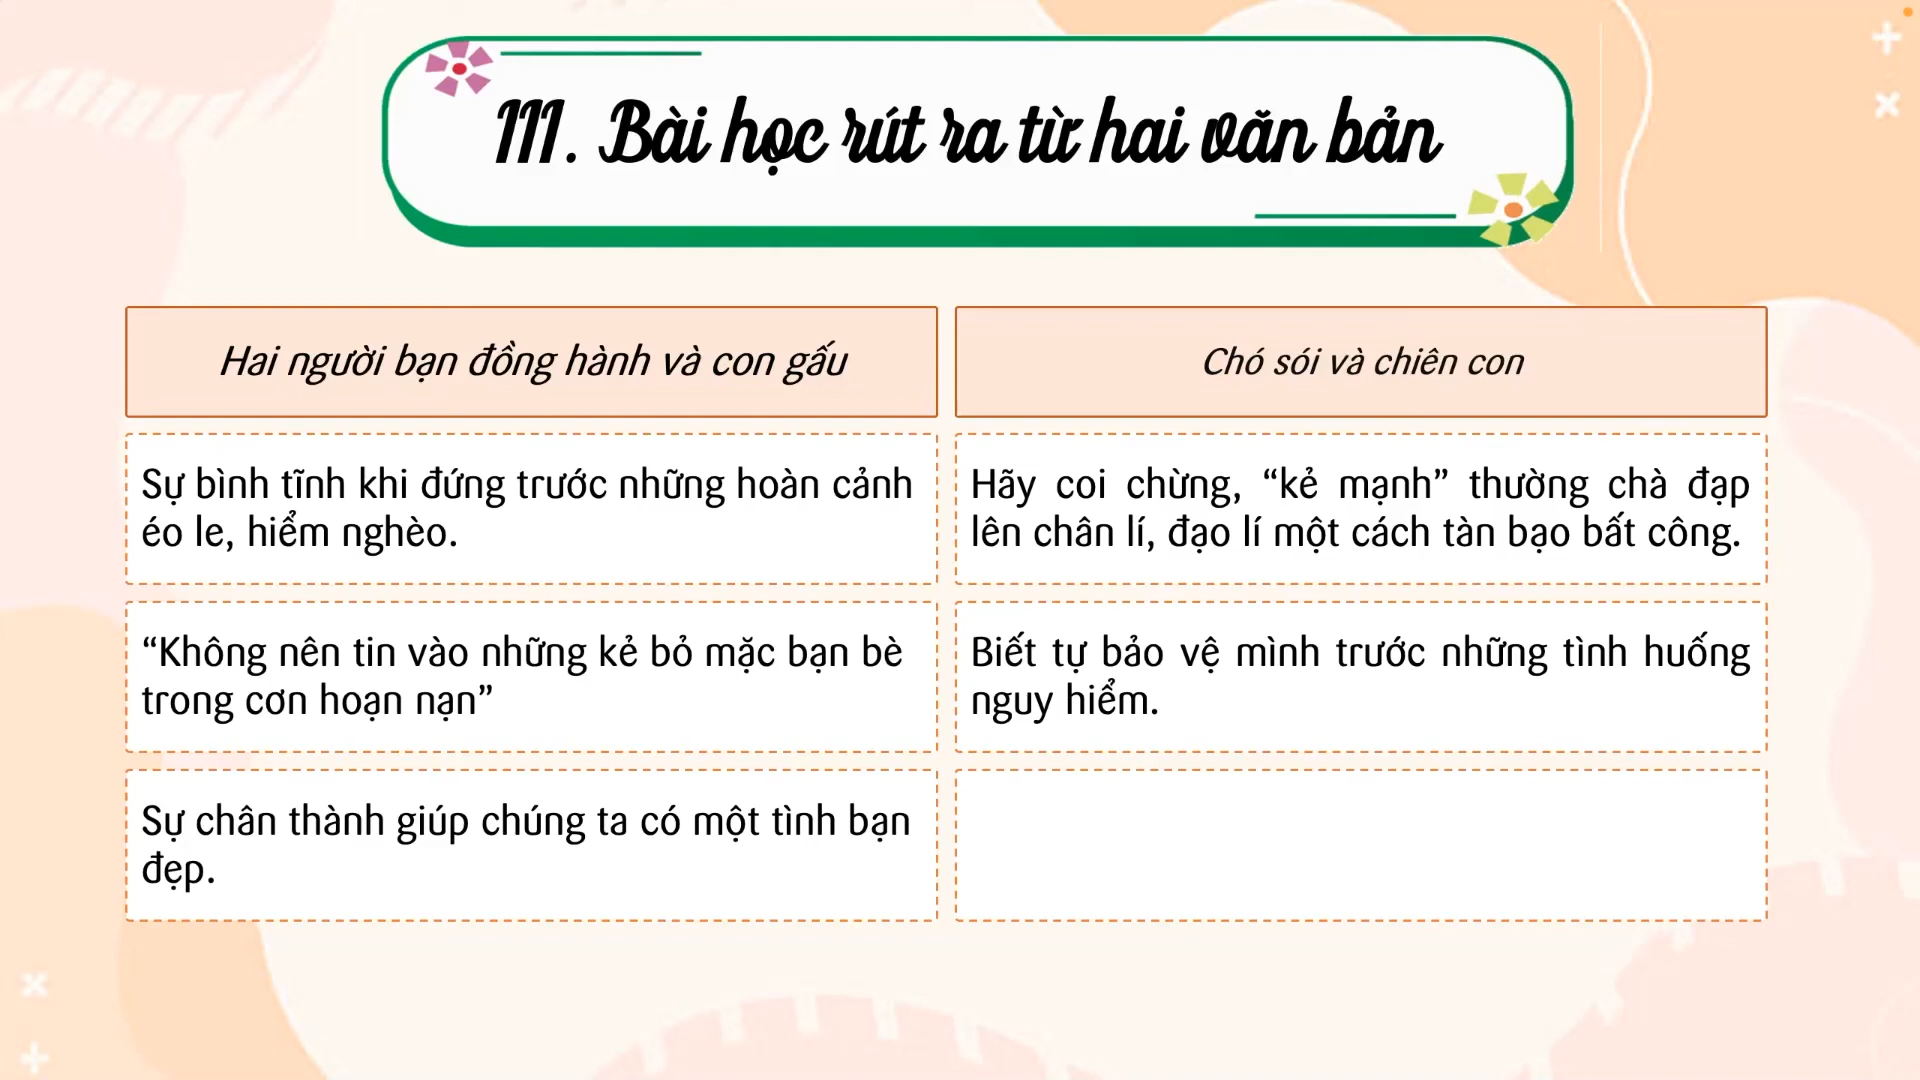 III. Bài học rút ra từ hai văn bản
Hai người bạn đồng hành và con gấu
Chó sói và chiên con
Sự bình tĩnh khi đứng trước những hoàn cảnh
éo le, hiểm nghèo.
Hãy coi chừng, “kẻ mạnh” thường chà đạp
lên chân lí, đạo lí một cách tàn bạo bất công.
“Không nên tin vào những kẻ bỏ mặc bạn bè
trong cơn hoạn nạn”
Biết tự bảo vệ mình trước những tình huống
nguy hiểm.
Sự chân thành giúp chúng ta có một tình bạn
đẹp.